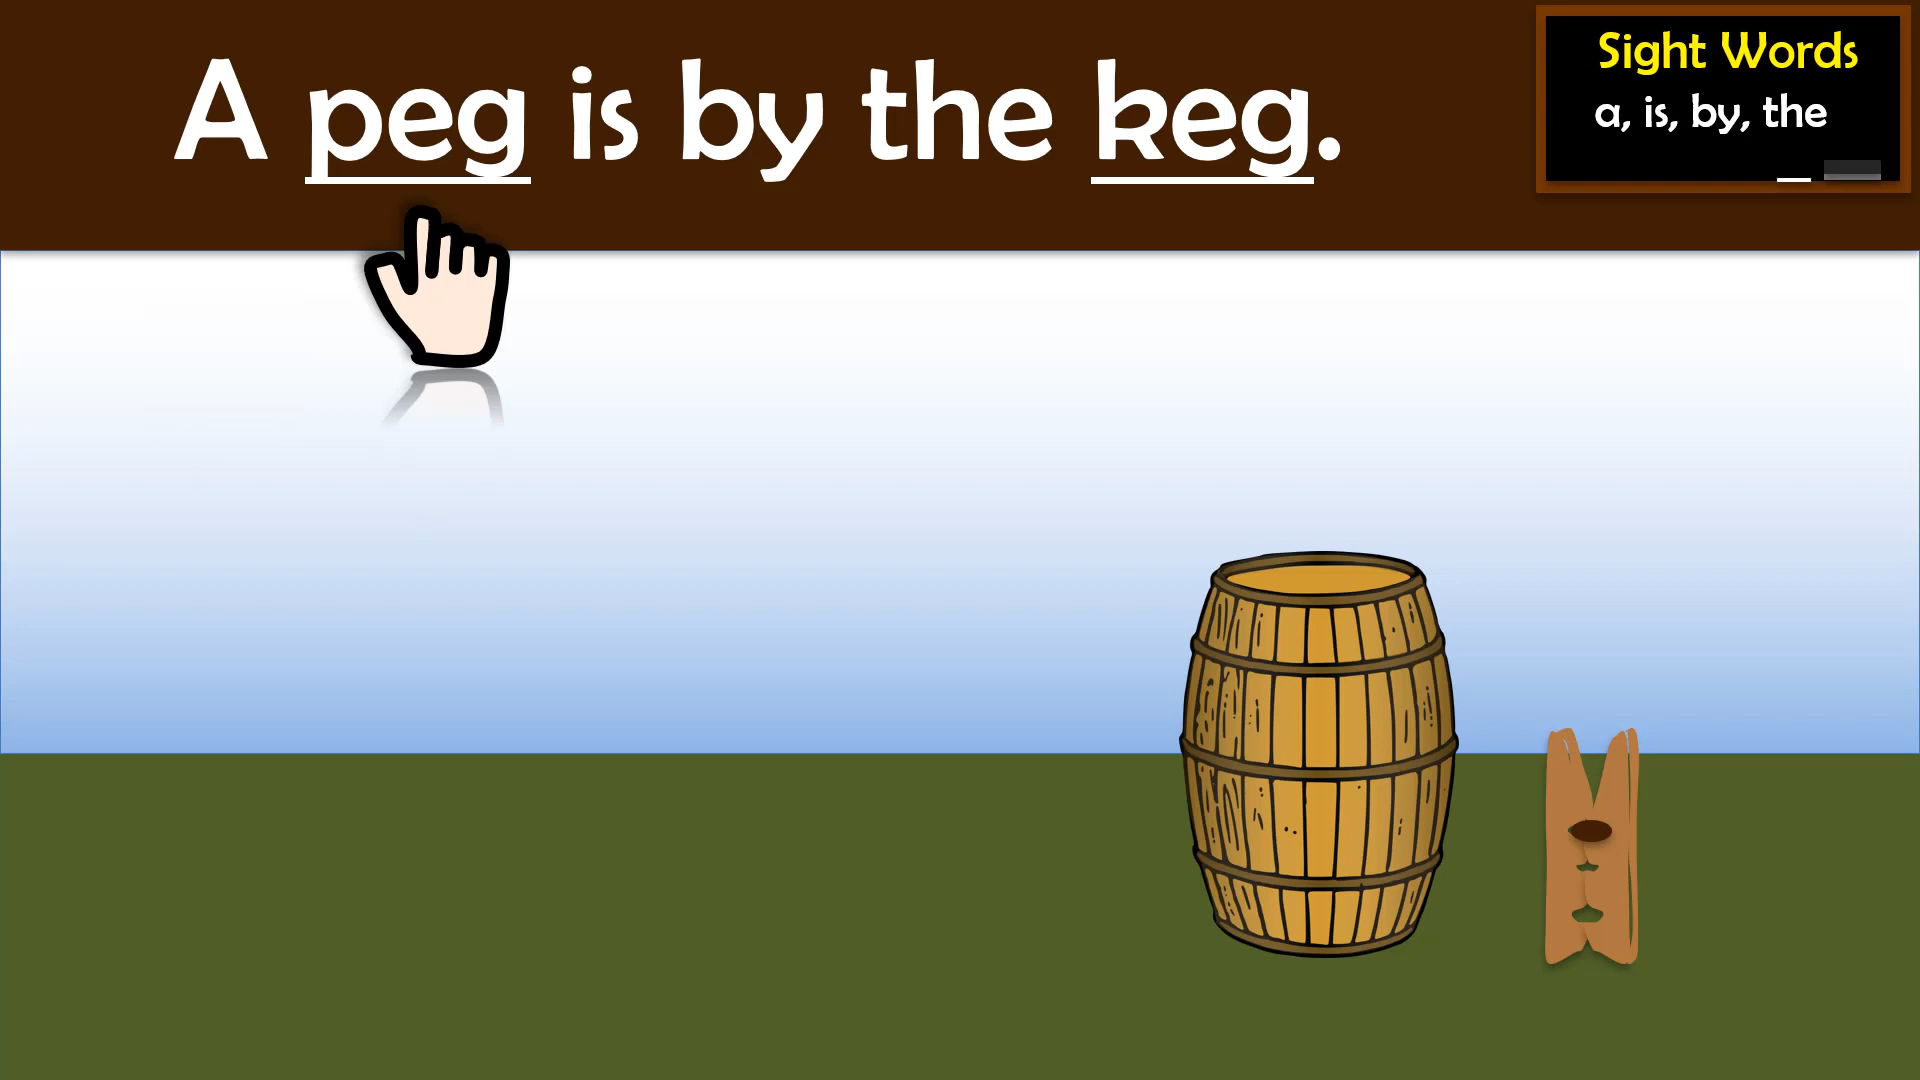 A peg is by the keg.
Sight Words
a, is, by, the